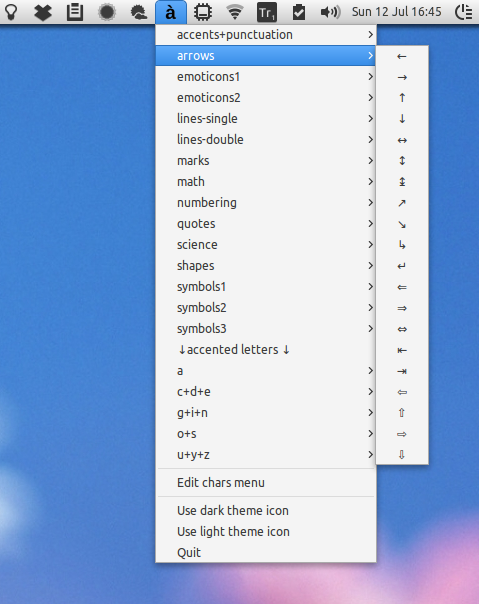 à Tr 1 Sun 12 Jul 16:45
accents+punctuation
arrows
emoticons1
emoticons2
lines-single
lines-double
marks
math
numbering
quotes
science
shapes
symbols1
symbols2
symbols3
↓accented letters ↓
a
c+d+e
g+i+n
o+s
u+y+z
Edit chars menu
Use dark theme icon
Use light theme icon
Quit
←
→
↑
↓
↔
↕
↨
↗
↘
↳
↵
⇐
⇒
⇔
⇤
⇥
⇦
⇧
⇨
⇩